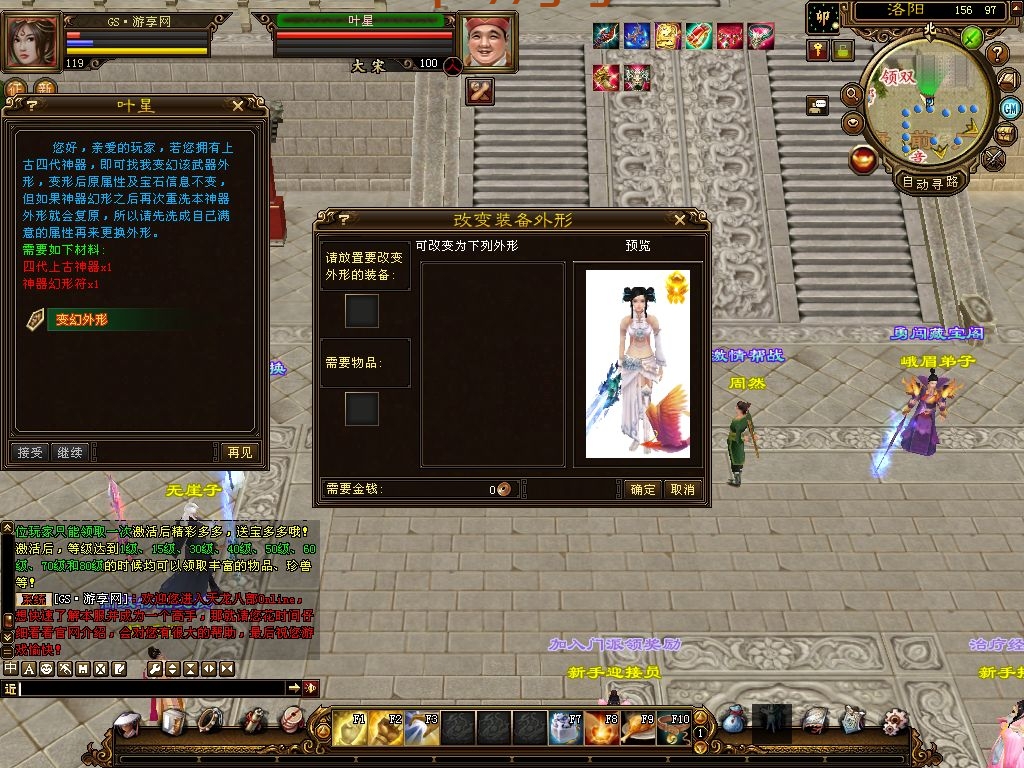 GS·游享网
119
叶星
大宋
100
卯
洛阳 156 97
北
领双
自动寻路
CM
征 新
叶星
您好，亲爱的玩家，若您拥有上
古四代神器，即可找我变幻该武器外
形，变形后原属性及宝石信息不变，
但如果神器幻形之后再次重洗本神器
外形就会复原，所以请先洗成自己满
意的属性再来更换外形。
需要如下材料:
四代上古神器x1
神器幻形符x1
变幻外形
接受 继续 再见
改变装备外形
请放置要改变
外形的装备:
可改变为下列外形
预览
需要物品:
需要金钱: 0
确定 取消
换
激情帮战
周然
勇闯藏宝阁
峨眉弟子
无崖子
位玩家只能领取一次激活后精彩多多，送宝多多哦!
激活后，等级达到1级、15级、30级、40级、50级、60
级、70级和80级的时候均可以领取丰富的物品、珍兽
等!
系统 [GS·游享网]: 欢迎您进入天龙八部Online，
想快速了解本服并成为一个高手，那就请您花时间仔
细看看官网介绍，会对您有很大的帮助，最后祝您游
戏愉快!
加入门派领奖励
新手迎接员
治疗经
新手
中 A
近
F1 F2 F3 F7 F8 F9 F10
1